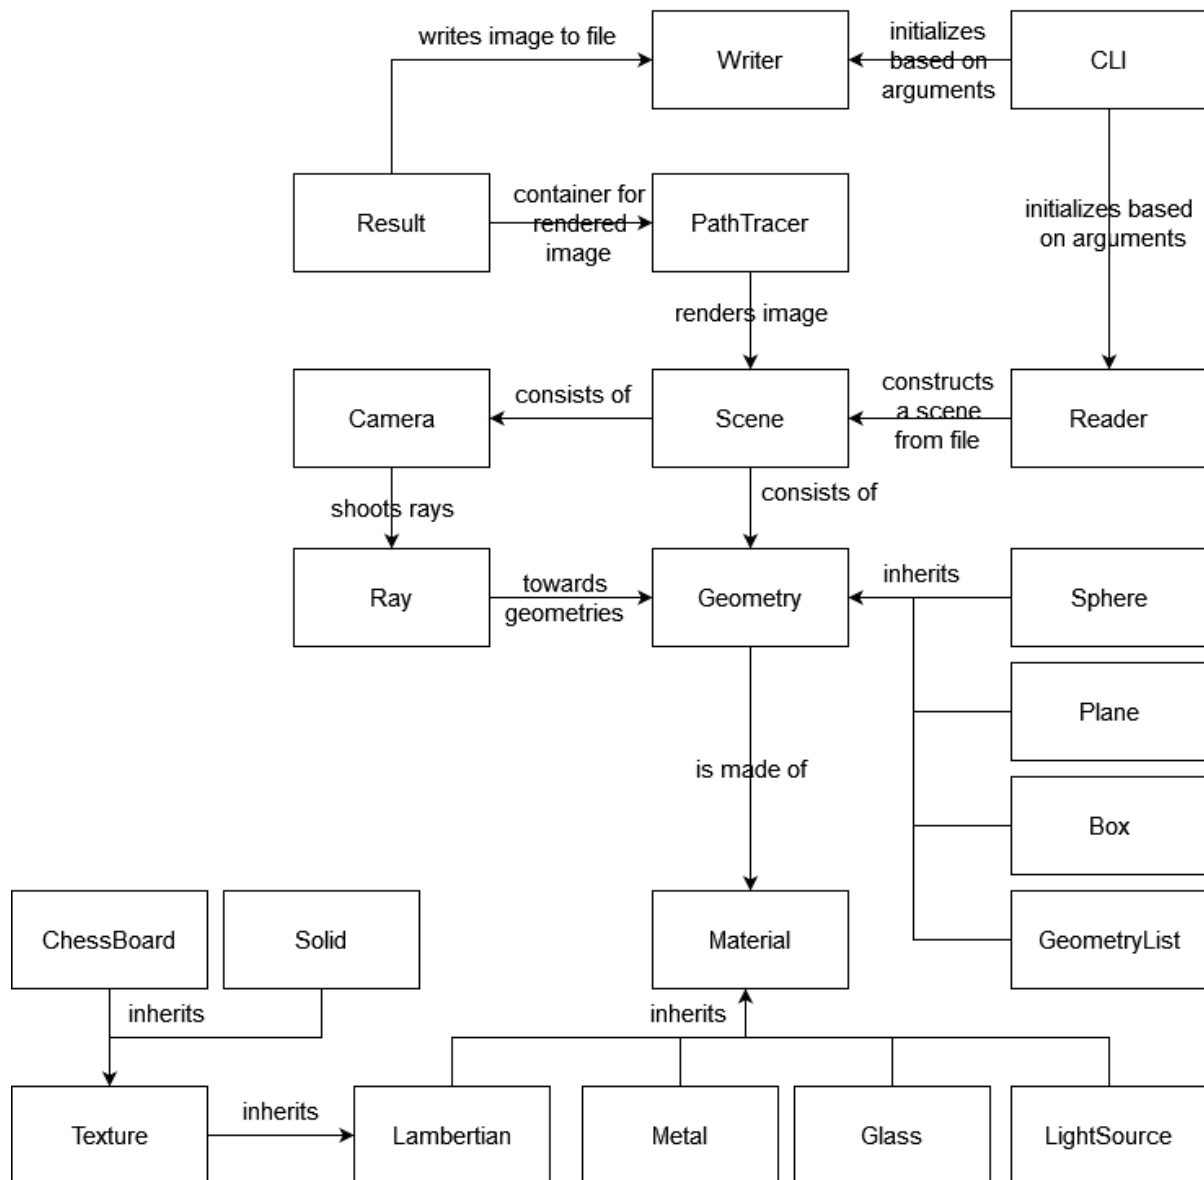 writes image to file
Writer
initializes
based on
arguments
CLI
Result
container for
rendered
image
PathTracer
initializes based
on arguments
renders image
Camera
consists of
Scene
constructs
a scene
from file
Reader
shoots rays
consists of
Ray
towards
geometries
Geometry
inherits
Sphere
Plane
is made of
Box
ChessBoard
Solid
Material
GeometryList
inherits
inherits
Texture
inherits
Lambertian
Metal
Glass
LightSource